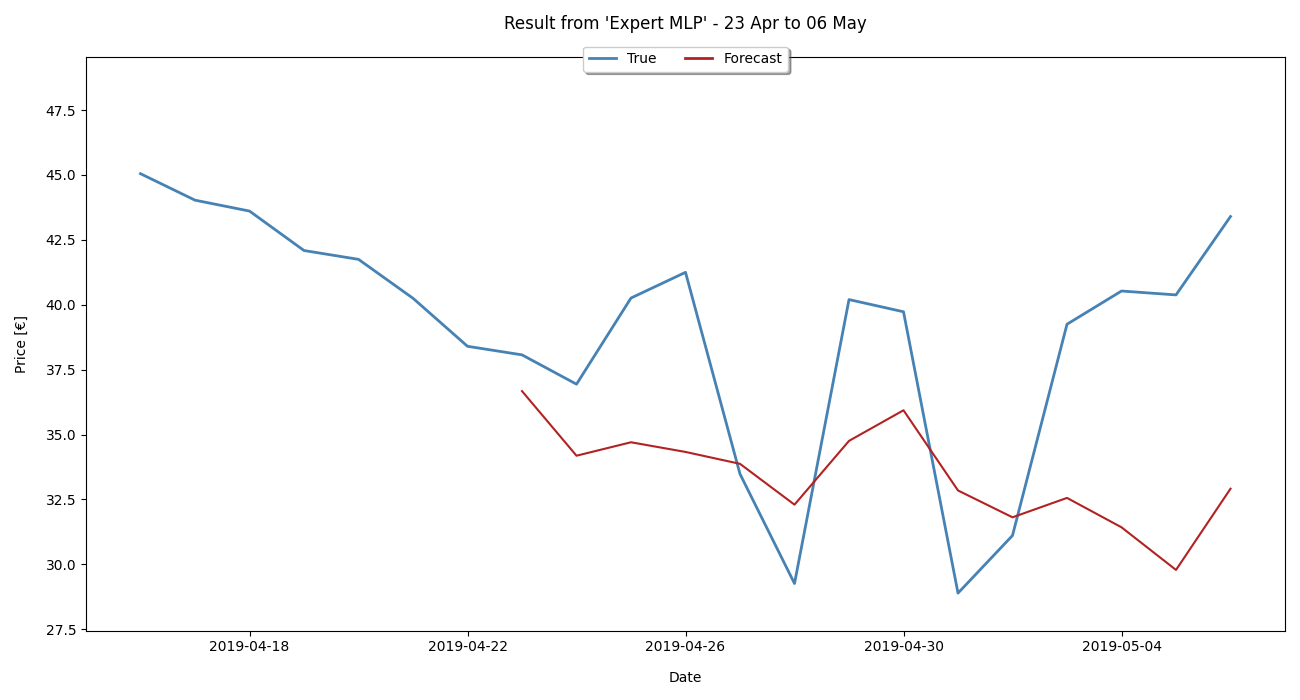 Result from 'Expert MLP' - 23 Apr to 06 May
True
Forecast
47.5
45.0
42.5
40.0
37.5
35.0
32.5
30.0
27.5
Price [€]
2019-04-18
2019-04-22
2019-04-26
2019-04-30
2019-05-04
Date